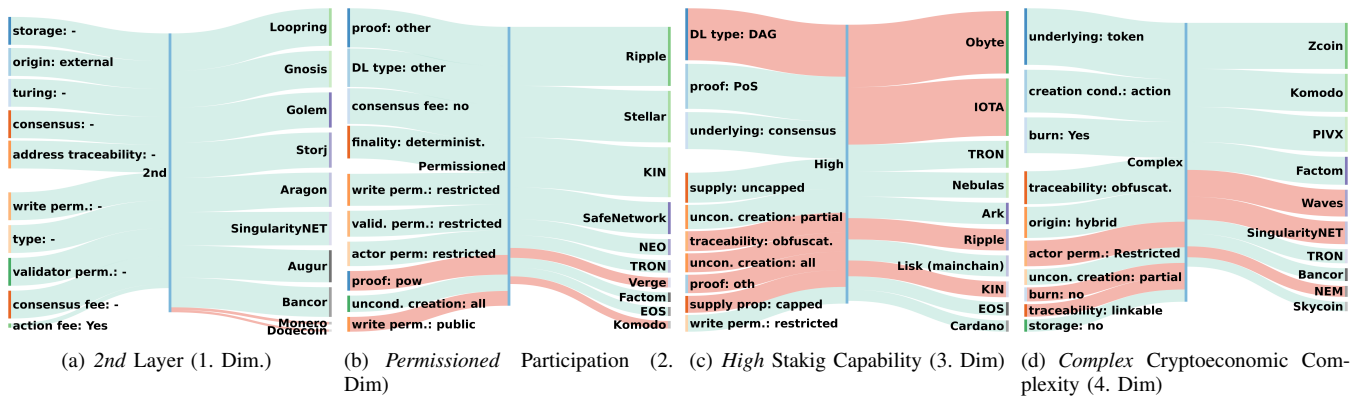 storage: -
origin: external
turing: -
consensus: -
address traceability: -
write perm.: -
type: -
validator perm.: -
consensus fee: -
action fee: Yes
2nd
Loopring
Gnosis
Golem
Storj
Aragon
SingularityNET
Augur
Bancor
Monero
Dogecoin
(a) 2nd Layer (1. Dim.)
proof: other
DL type: other
consensus fee: no
finality: determinist.
write perm.: restricted
valid. perm.: restricted
actor perm: restricted
proof: pow
uncond. creation: all
write perm.: public
Permissioned
Ripple
Stellar
KIN
SafeNetwork
NEO
TRON
Verge
Factom
EOS
Komodo
(b) Permissioned Participation (2.
Dim)
DL type: DAG
proof: PoS
underlying: consensus
supply: uncapped
uncon. creation: partial
traceability: obfuscat.
uncon. creation: all
proof: oth
supply prop: capped
write perm.: restricted
High
Obyte
IOTA
TRON
Nebulas
Ark
Ripple
Lisk (mainchain)
KIN
EOS
Cardano
(c) High Stakig Capability (3. Dim)
underlying: token
creation cond.: action
burn: Yes
traceability: obfuscat.
origin: hybrid
actor perm.: Restricted
uncon. creation: partial
burn: no
traceability: linkable
storage: no
Complex
Zcoin
Komodo
PIVX
Factom
Waves
SingularityNET
TRON
Bancor
NEM
Skycoin
(d) Complex Cryptoeconomic Com-
plexity (4. Dim)